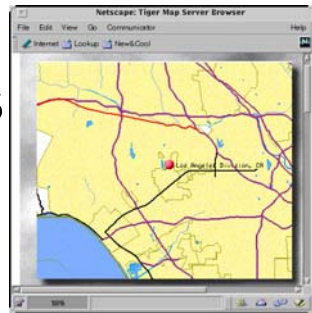 Netscape: Tiger Map Server Browser
File Edit View Go Communicator Help
Internet Lookup New&Cool
Los Angeles Division, CA